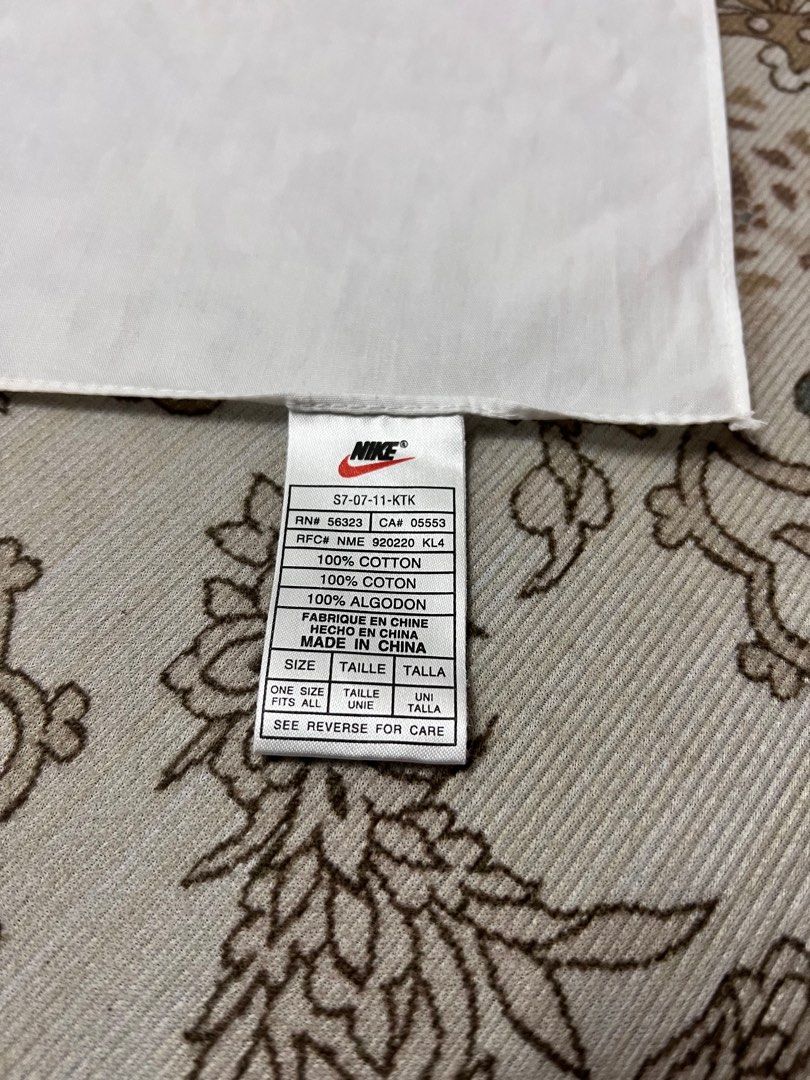 NIKE®
S7-07-11-KTK
RN# 56323 CA# 05553
RFC# NME 920220 KL4
100% COTTON
100% COTON
100% ALGODON
FABRIQUE EN CHINE
HECHO EN CHINA
MADE IN CHINA
SIZE TAILLE TALLA
ONE SIZE FITS ALL TAILLE UNIE UNI TALLA
SEE REVERSE FOR CARE